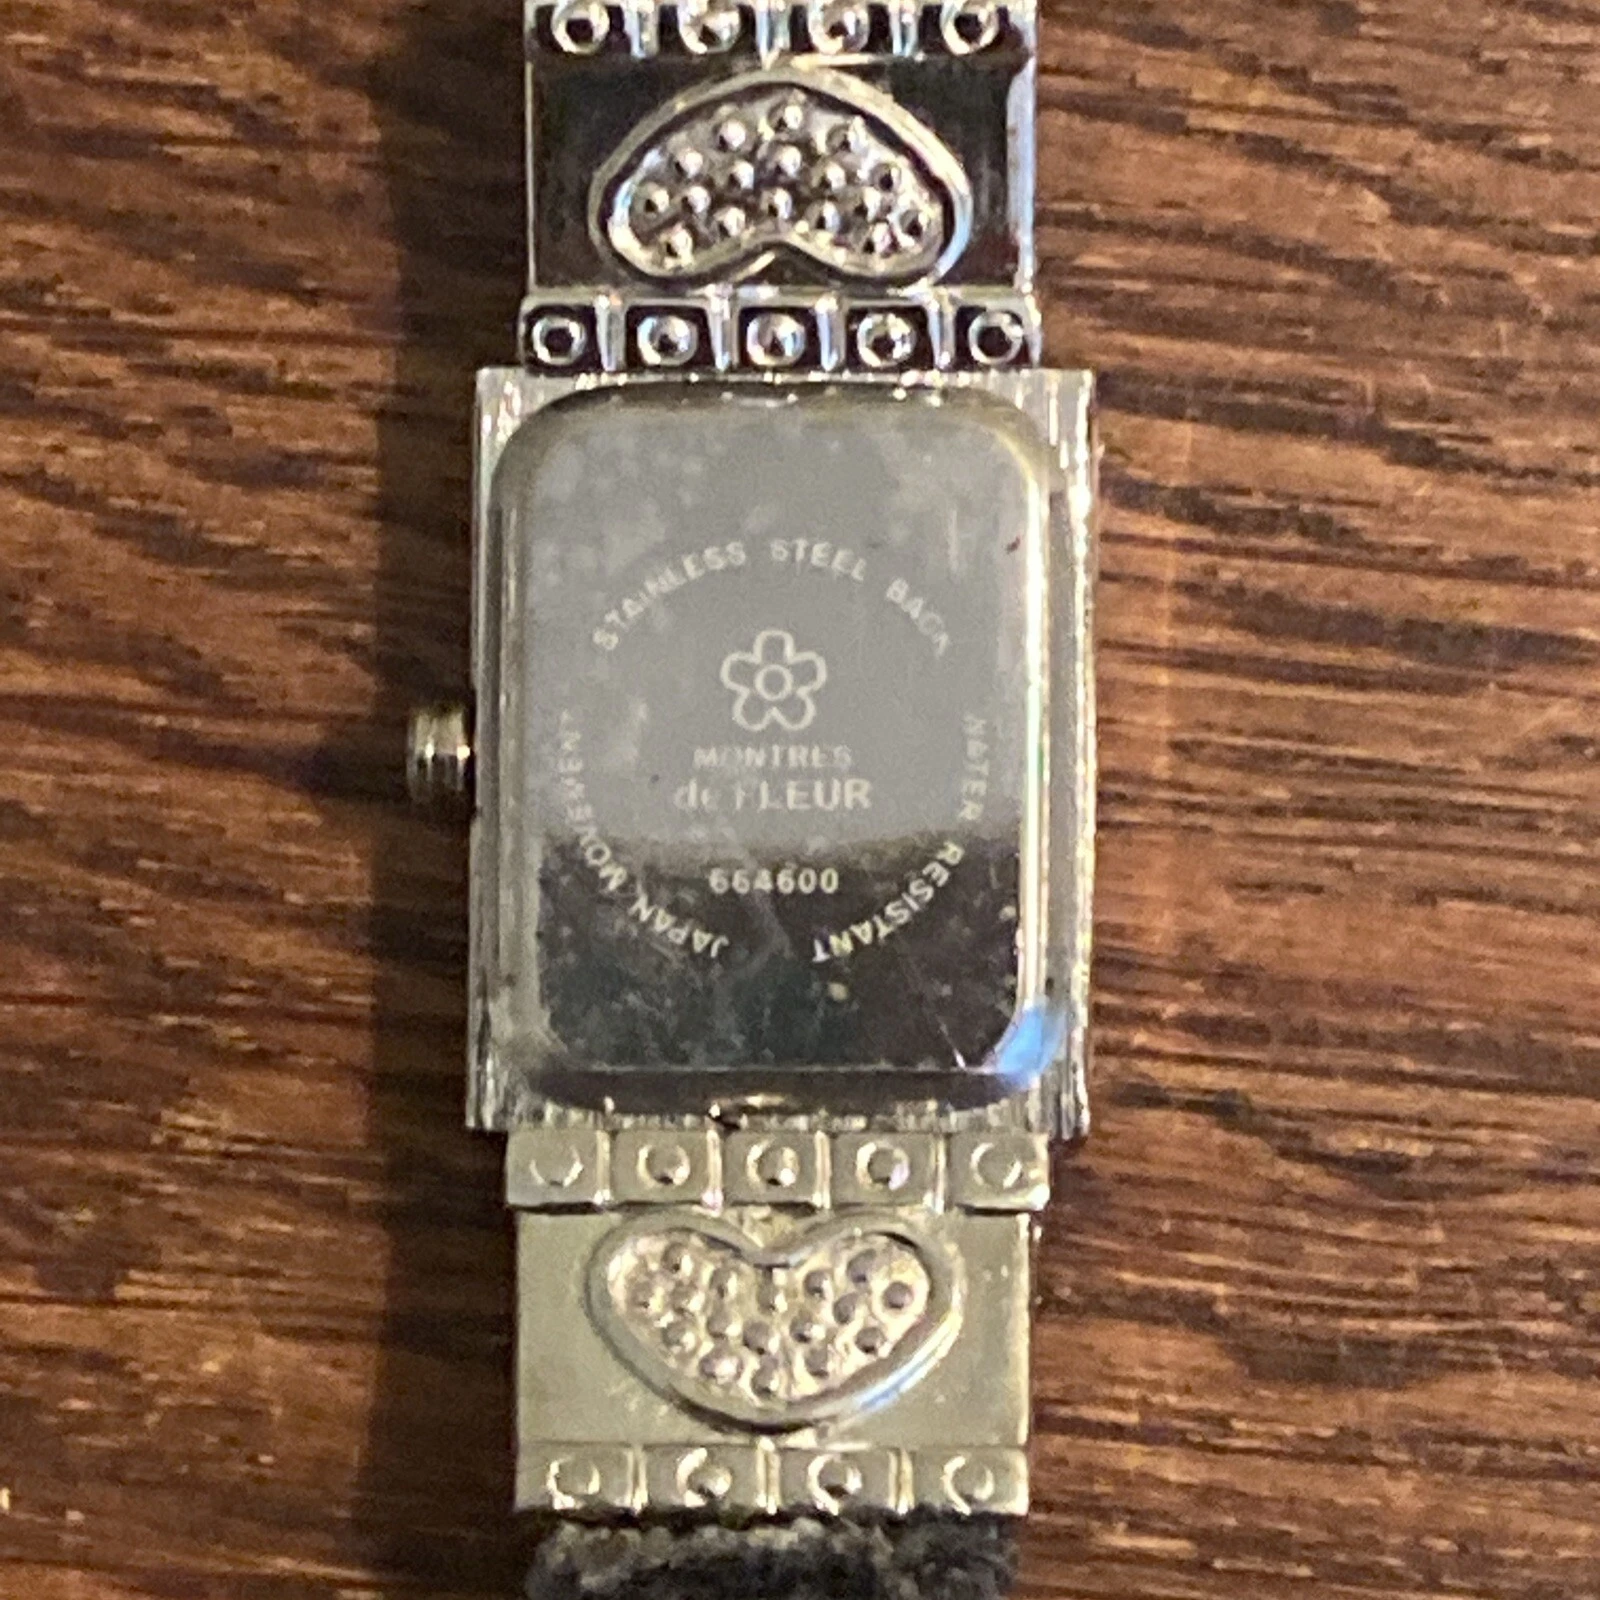 STAINLESS STEEL BACK
MONTRES
de FLEUR
664600
WATER RESISTANT
JAPAN MOVEMENT